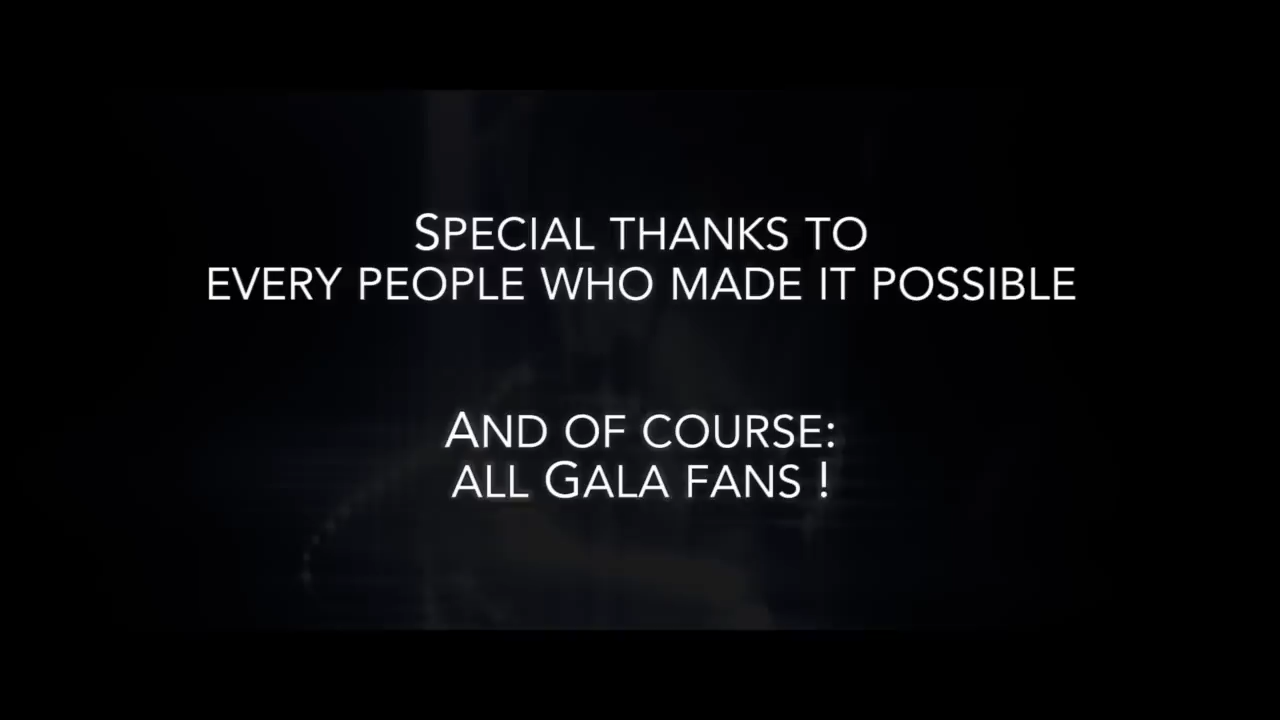 Special thanks to
every people who made it possible
And of course:
all Gala fans !